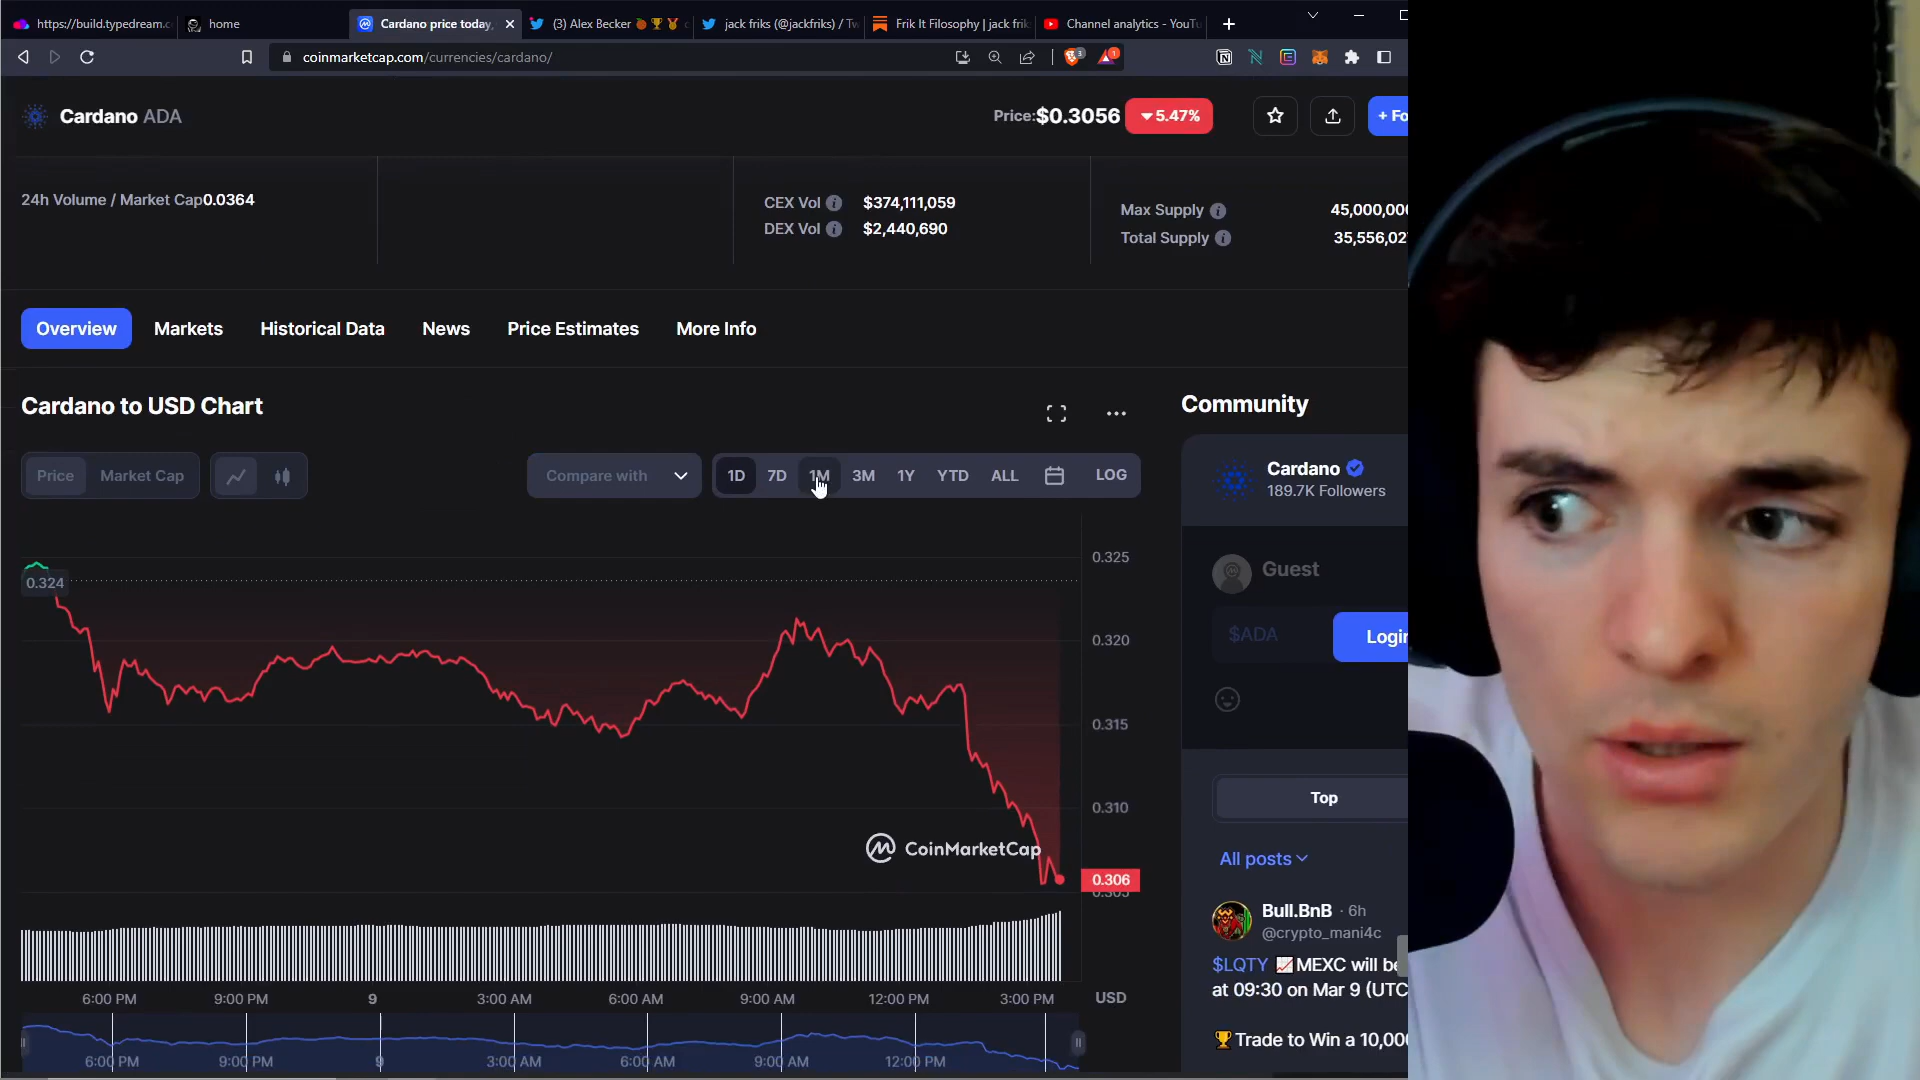 https://build.typedream.c
home
Cardano price today,
(3) Alex Becker
jack friks (@jackfriks) / Tw
Frik It Filosophy | jack frik
Channel analytics - YouTu
coinmarketcap.com/currencies/cardano/
3
1
Cardano ADA
Price:$0.3056
5.47%
+ Fo
24h Volume / Market Cap0.0364
CEX Vol $374,111,059
DEX Vol $2,440,690
Max Supply 45,000,000
Total Supply 35,556,02
Overview
Markets
Historical Data
News
Price Estimates
More Info
Cardano to USD Chart
Price
Market Cap
Compare with
1D
7D
1M
3M
1Y
YTD
ALL
LOG
0.324
0.325
0.320
0.315
0.310
0.306
0.305
CoinMarketCap
6:00 PM
9:00 PM
9
3:00 AM
6:00 AM
9:00 AM
12:00 PM
3:00 PM
USD
6:00 PM
9:00 PM
9
3:00 AM
6:00 AM
9:00 AM
12:00 PM
Community
Cardano
189.7K Followers
Guest
$ADA
Login
Top
All posts
Bull.BnB · 6h
@crypto_mani4c
$LQTY MEXC will be
at 09:30 on Mar 9 (UTC
Trade to Win a 10,000